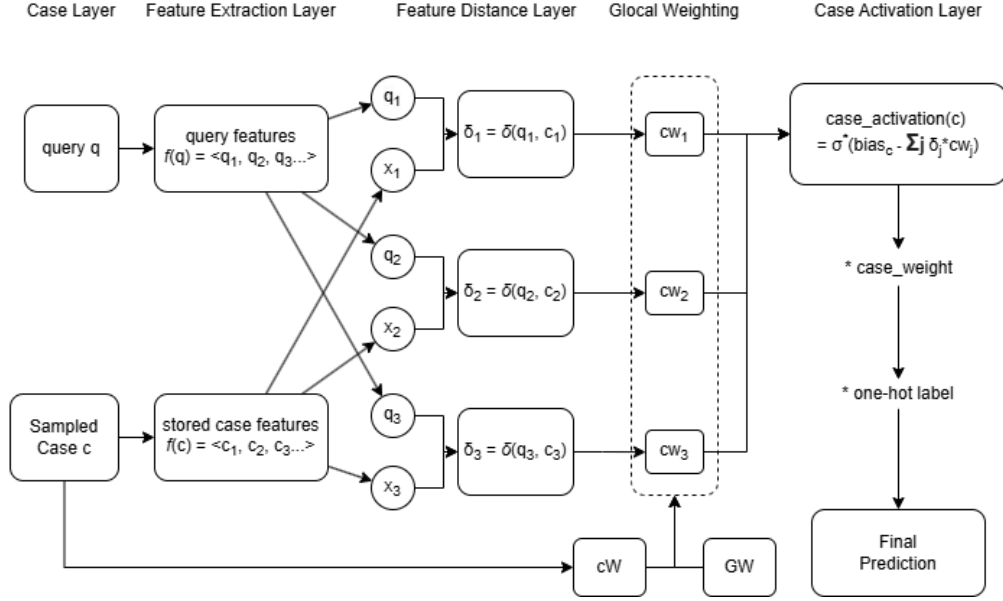 Case Layer
Feature Extraction Layer
Feature Distance Layer
Glocal Weighting
Case Activation Layer
query q
query features
f(q) = <q₁, q₂, q₃...>
q₁
x₁
δ₁ = δ(q₁, c₁)
cw₁
case_activation(c)
= σ*(bias_c - Σj δⱼ*cwⱼ)
q₂
x₂
δ₂ = δ(q₂, c₂)
cw₂
* case_weight
Sampled
Case c
stored case features
f(c) = <c₁, c₂, c₃...>
q₃
x₃
δ₃ = δ(q₃, c₃)
cw₃
* one-hot label
cW
GW
Final
Prediction